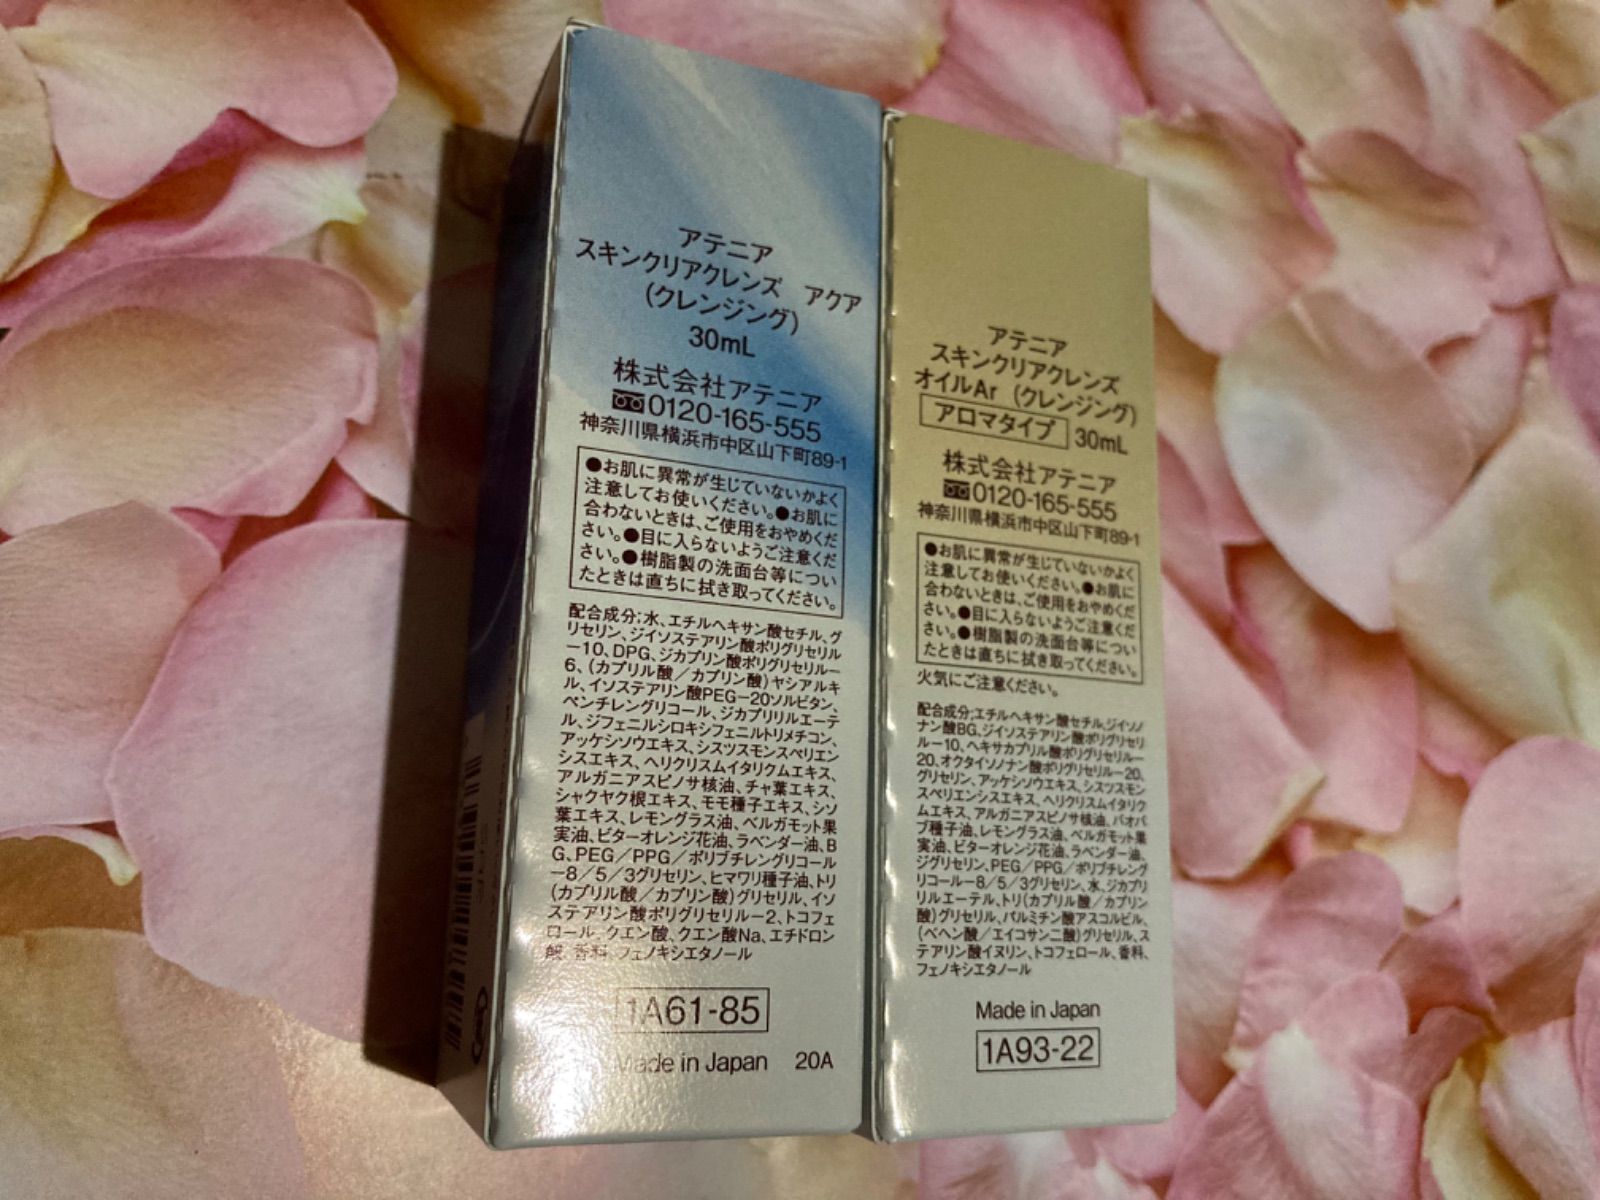 アテニア
スキンクリアクレンズ アクア
(クレンジング)
30mL
株式会社アテニア
0120-165-555
神奈川県横浜市中区山下町89-1
●お肌に異常が生じていないかよく
注意してお使いください。●お肌に
合わないときは、ご使用をおやめくだ
さい。●目に入らないようご注意くだ
さい。●樹脂製の洗面台等につい
たときは直ちに拭き取ってください。
配合成分;水、エチルヘキサン酸セチル、グ
リセリン、ジイソステアリン酸ポリグリセリル
ー10、DPG、ジカプリン酸ポリグリセリルー
6、(カプリル酸/カプリン酸)ヤシアルキ
ル、イソステアリン酸PEGー20ソルビタン、
ペンチレングリコール、ジカプリリルエーテ
ル、ジフェニルシロキシフェニルトリメチコン、
アッケシソウエキス、シスツスモンスペリエン
シスエキス、ヘリクリスムイタリクムエキス、
アルガニアスピノサ核油、チャ葉エキス、
シャクヤク根エキス、モモ種子エキス、シソ
葉エキス、レモングラス油、ベルガモット果
実油、ビターオレンジ花油、ラベンダー油、B
G、PEG/PPG/ポリブチレングリコール
ー8/5/3グリセリン、ヒマワリ種子油、トリ
(カプリル酸/カプリン酸)グリセリル、イソ
ステアリン酸ポリグリセリルー2、トコフェ
ロール、クエン酸、クエン酸Na、エチドロン
酸、香料、フェノキシエタノール
1A61-85
Made in Japan 20A
アテニア
スキンクリアクレンズ
オイルAr (クレンジング)
アロマタイプ 30mL
株式会社アテニア
0120-165-555
神奈川県横浜市中区山下町89-1
●お肌に異常が生じていないかよく
注意してお使いください。●お肌に
合わないときは、ご使用をおやめくだ
さい。●目に入らないようご注意くだ
さい。●樹脂製の洗面台等につい
たときは直ちに拭き取ってください。
火気にご注意ください。
配合成分;エチルヘキサン酸セチル、ジイソノ
ナン酸BG、ジイソステアリン酸ポリグリセリ
ルー10、ヘキサカプリル酸ポリグリセリルー
20、オクタイソノナン酸ポリグリセリルー20、
グリセリン、アッケシソウエキス、シスツスモン
スペリエンシスエキス、ヘリクリスムイタリク
ムエキス、アルガニアスピノサ核油、バオバ
ブ種子油、レモングラス油、ベルガモット果
実油、ビターオレンジ花油、ラベンダー油、
ジグリセリン、PEG/PPG/ポリブチレング
リコールー8/5/3グリセリン、水、ジカプリ
リルエーテル、トリ(カプリル酸/カプリン
酸)グリセリル、パルミチン酸アスコルビル、
(ベヘン酸/エイコサン二酸)グリセリル、ス
テアリン酸イヌリン、トコフェロール、香料、
フェノキシエタノール
Made in Japan
1A93-22